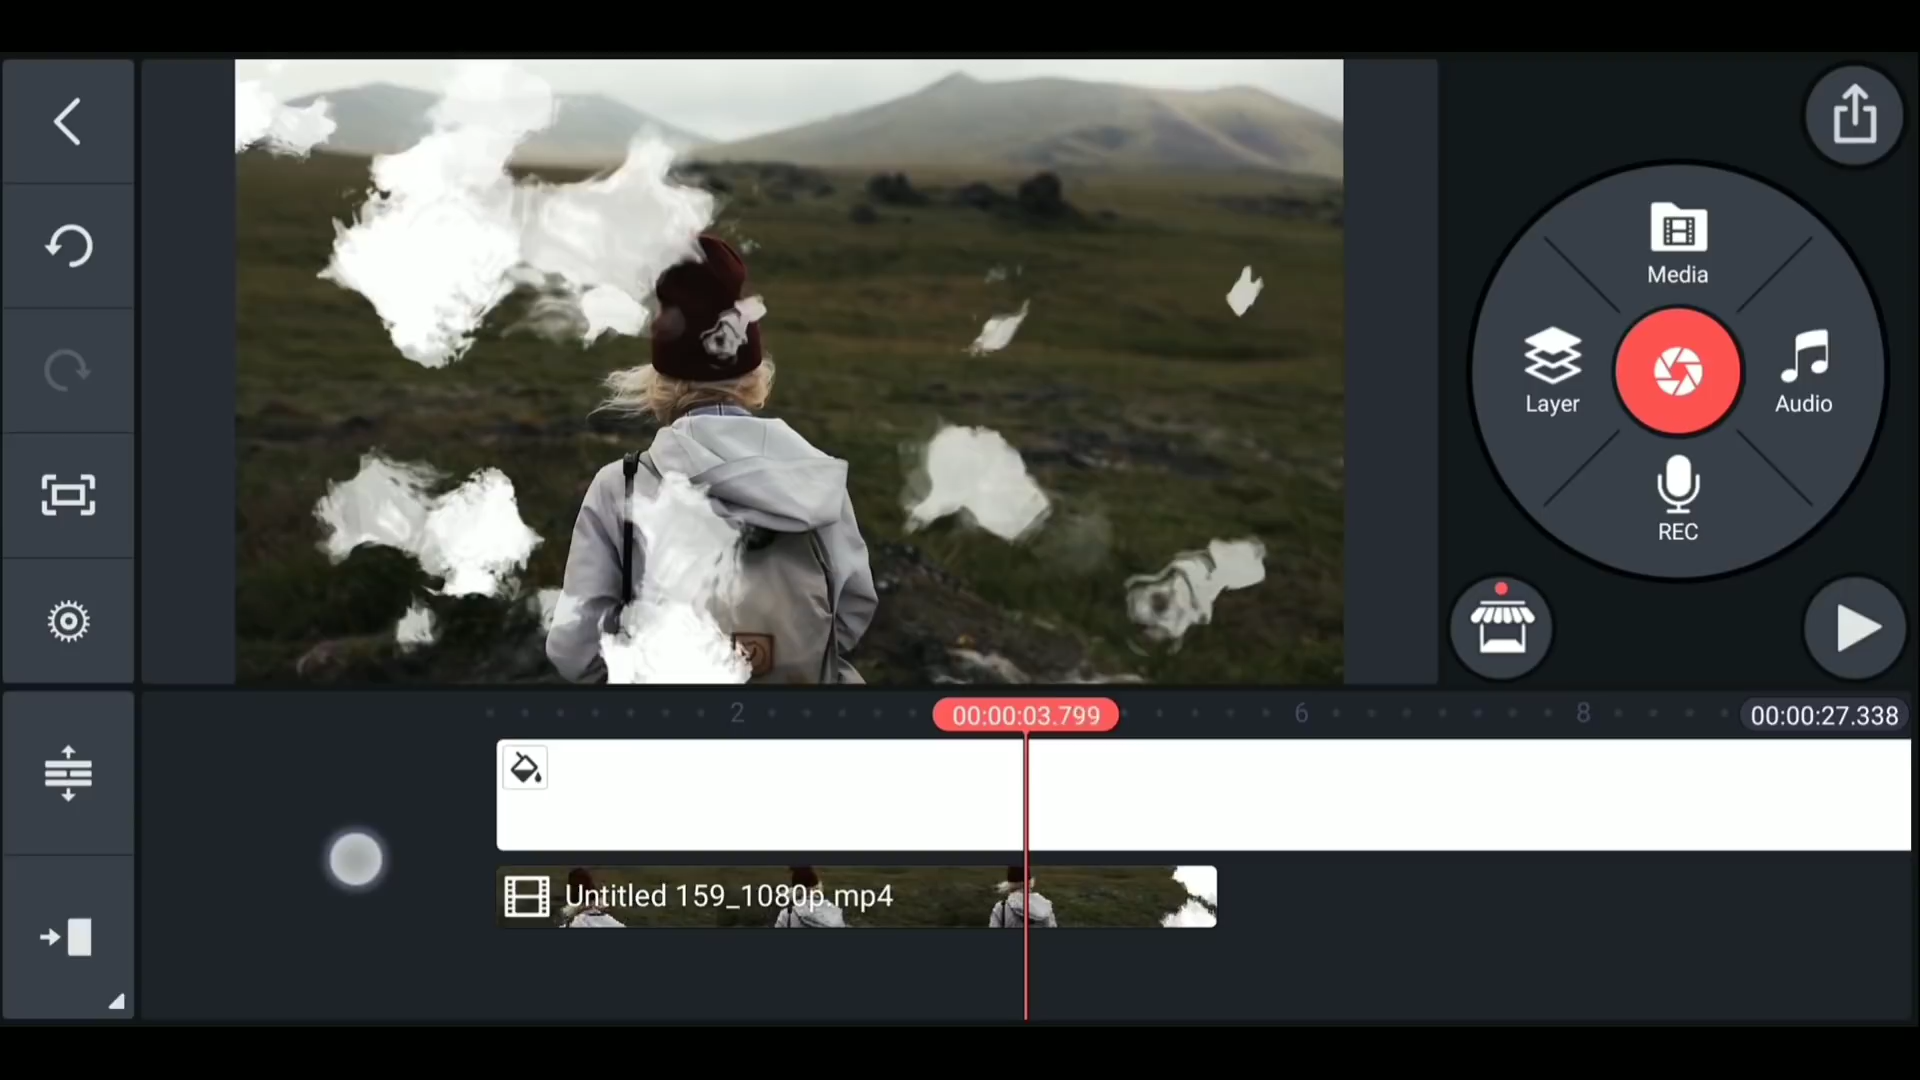 Media
Layer
Audio
REC
2
00:00:03.799
6
8
00:00:27.338
Untitled 159_1080p.mp4